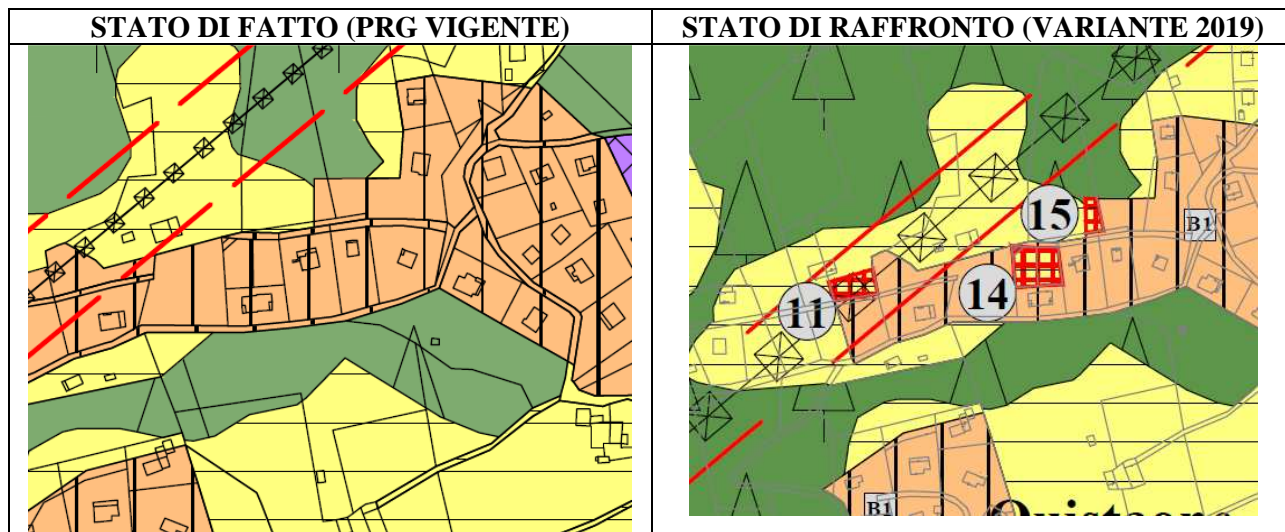 STATO DI FATTO (PRG VIGENTE)
STATO DI RAFFRONTO (VARIANTE 2019)
15
B1
14
11
B1